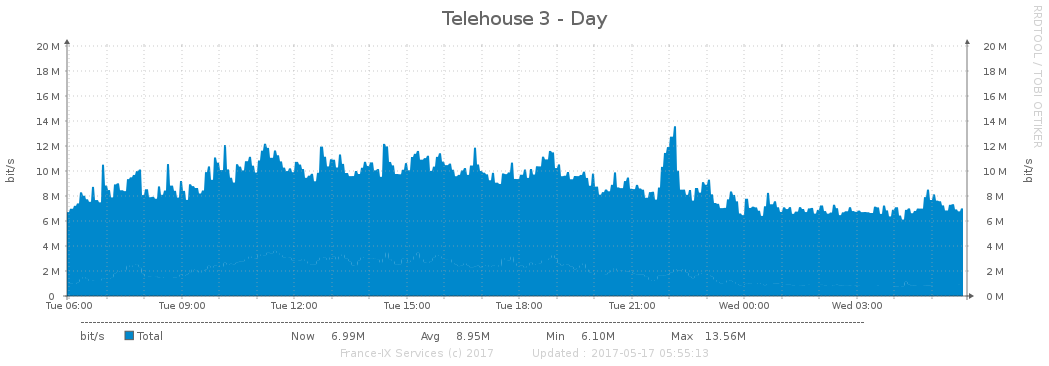 Telehouse 3 - Day
RRDTOOL / TOBI OETIKER
bit/s
20 M 20 M
18 M 18 M
16 M 16 M
14 M 14 M
12 M 12 M
10 M 10 M
8 M 8 M
6 M 6 M
4 M 4 M
2 M 2 M
0 0 M
bit/s
Tue 06:00 Tue 09:00 Tue 12:00 Tue 15:00 Tue 18:00 Tue 21:00 Wed 00:00 Wed 03:00
bit/s Total Now 6.99M Avg 8.95M Min 6.10M Max 13.56M
France-IX Services (c) 2017 Updated : 2017-05-17 05:55:13